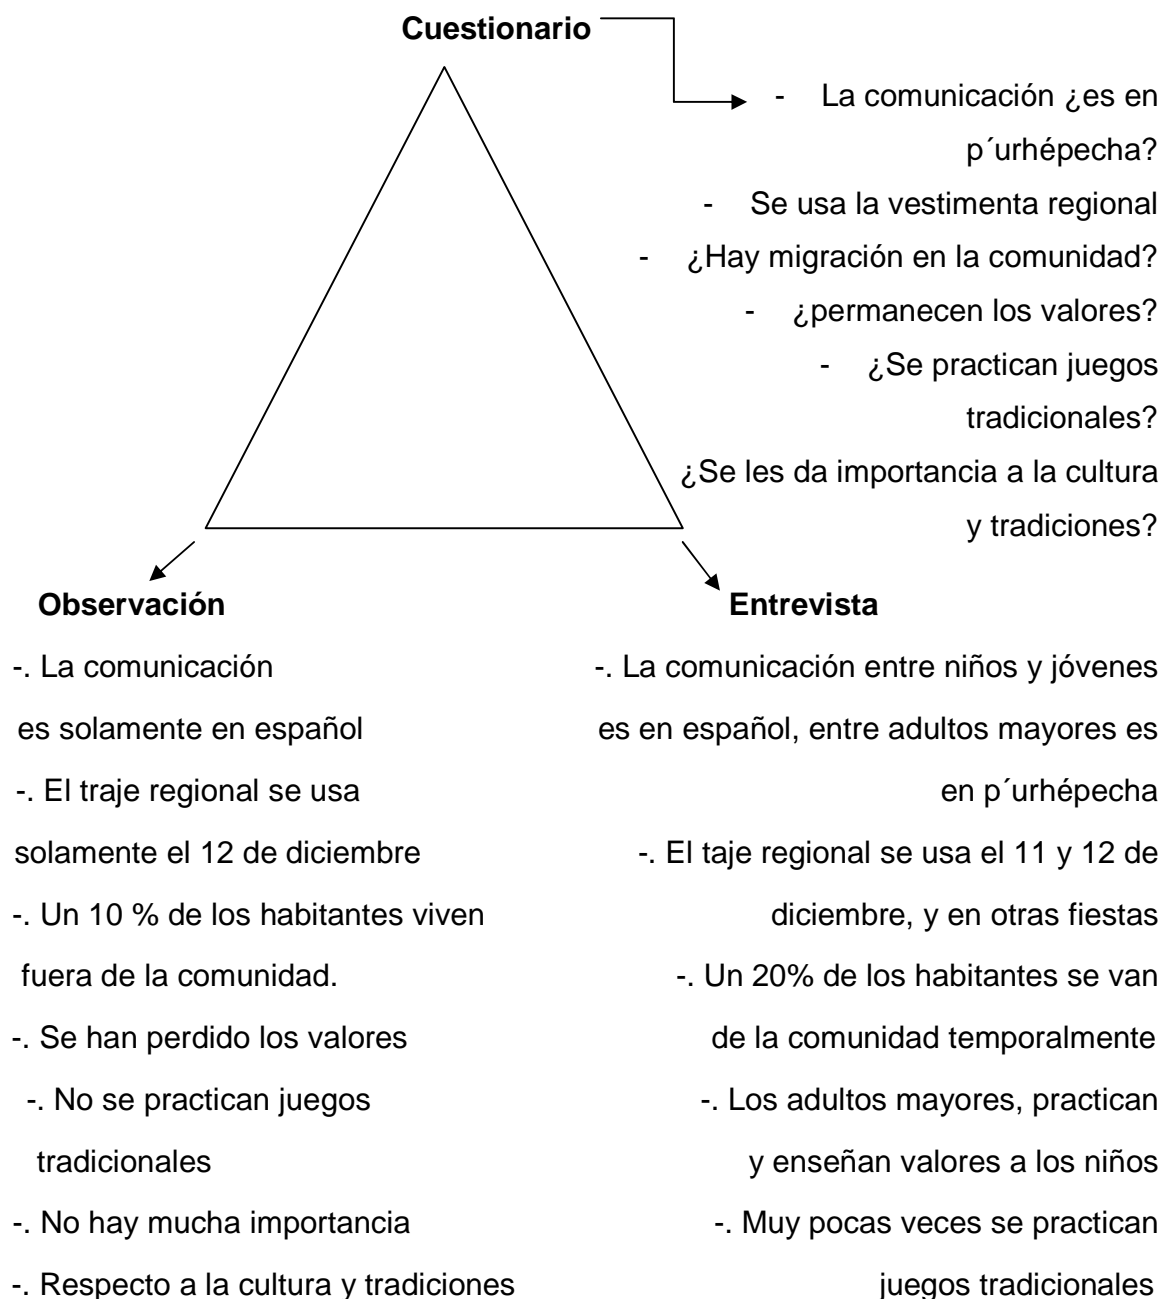 Cuestionario
- La comunicación ¿es en
p´urhépecha?
- Se usa la vestimenta regional
- ¿Hay migración en la comunidad?
- ¿permanecen los valores?
- ¿Se practican juegos
tradicionales?
¿Se les da importancia a la cultura
y tradiciones?
Observación
-. La comunicación
es solamente en español
-. El traje regional se usa
solamente el 12 de diciembre
-. Un 10 % de los habitantes viven
fuera de la comunidad.
-. Se han perdido los valores
-. No se practican juegos
tradicionales
-. No hay mucha importancia
-. Respecto a la cultura y tradiciones
Entrevista
-. La comunicación entre niños y jóvenes
es en español, entre adultos mayores es
en p´urhépecha
-. El taje regional se usa el 11 y 12 de
diciembre, y en otras fiestas
-. Un 20% de los habitantes se van
de la comunidad temporalmente
-. Los adultos mayores, practican
y enseñan valores a los niños
-. Muy pocas veces se practican
juegos tradicionales